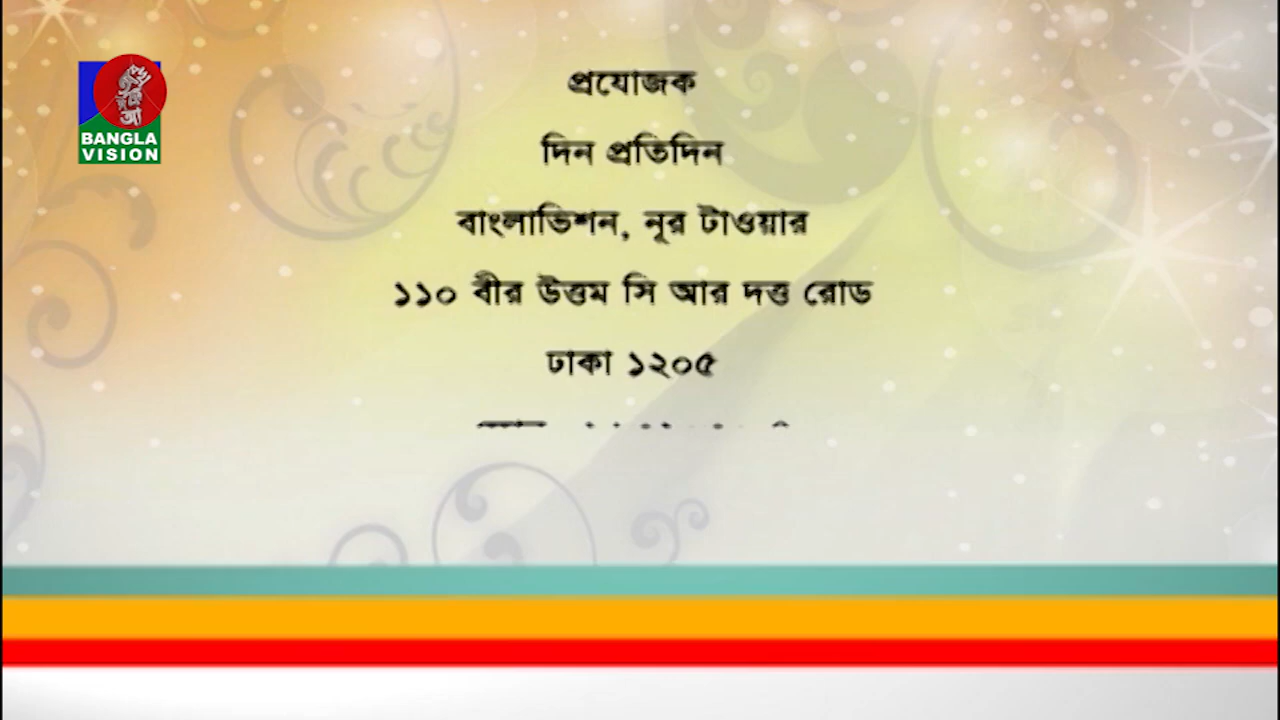 BANGLA
VISION
প্রযোজক
দিন প্রতিদিন
বাংলাভিশন, নূর টাওয়ার
১১০ বীর উত্তম সি আর দত্ত রোড
ঢাকা ১২০৫